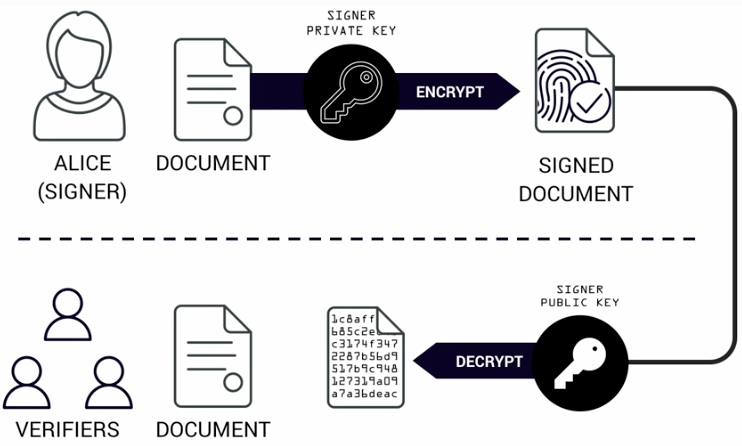 SIGNER
PRIVATE KEY
ENCRYPT
ALICE
(SIGNER)
DOCUMENT
SIGNED
DOCUMENT
SIGNER
PUBLIC KEY
1c8aff
b85c2e
c3174f347
2287b5bd9
517b9c948
127319a09
a7a36deac
DECRYPT
VERIFIERS
DOCUMENT